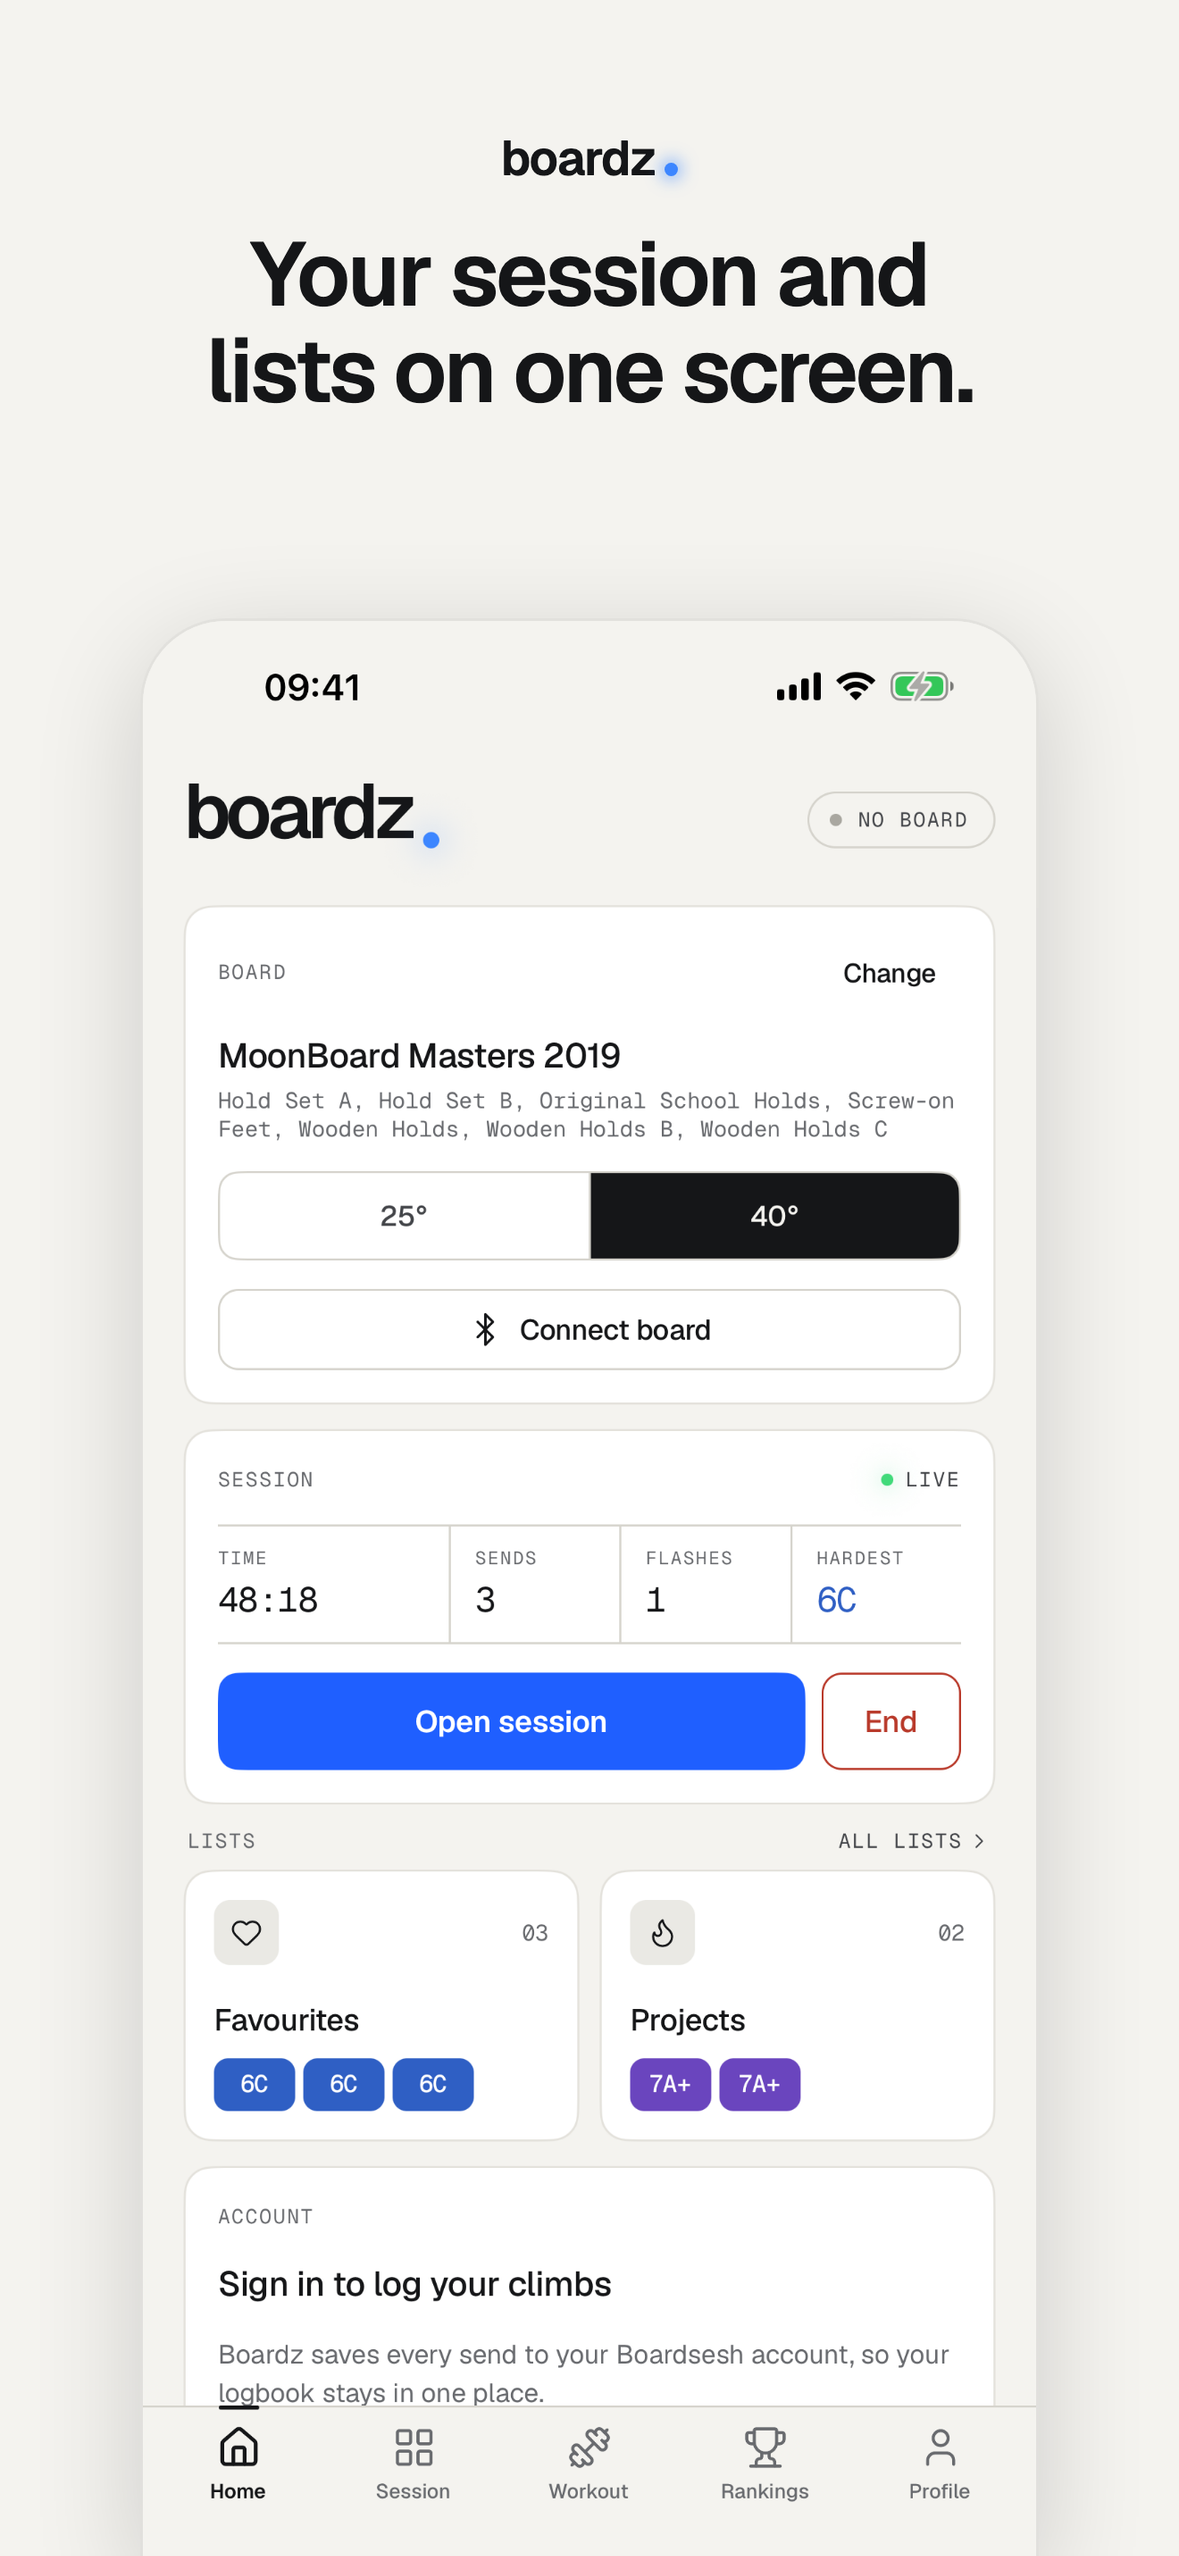 boardz.
Your session and
lists on one screen.
09:41
boardz.
NO BOARD
BOARD
Change
MoonBoard Masters 2019
Hold Set A, Hold Set B, Original School Holds, Screw-on
Feet, Wooden Holds, Wooden Holds B, Wooden Holds C
25°
40°
Connect board
SESSION
LIVE
TIME
SENDS
FLASHES
HARDEST
48:18
3
1
6C
Open session
End
LISTS
ALL LISTS
03
02
Favourites
Projects
6C 6C 6C
7A+ 7A+
ACCOUNT
Sign in to log your climbs
Boardz saves every send to your Boardsesh account, so your
logbook stays in one place.
Home
Session
Workout
Rankings
Profile